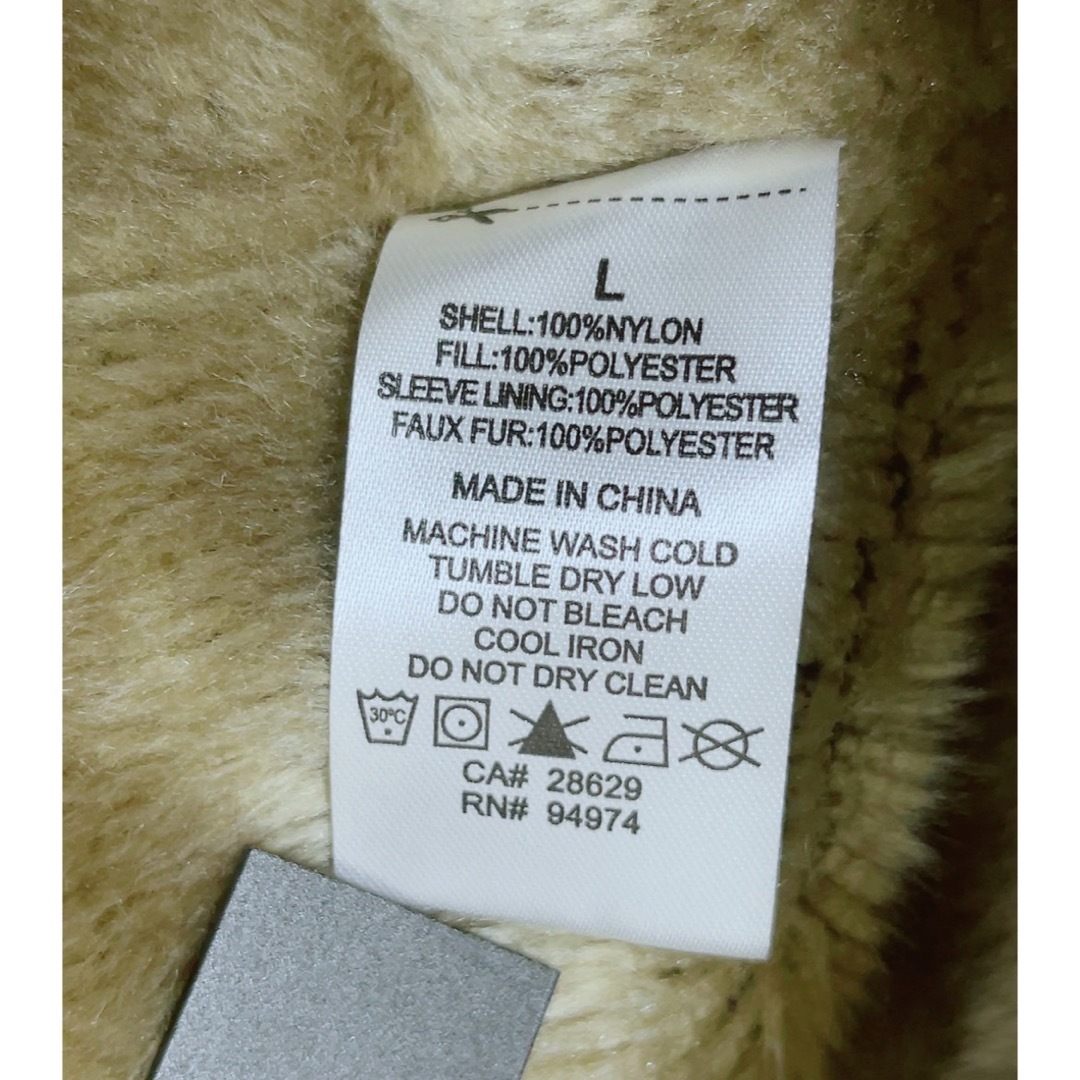 L
SHELL:100%NYLON
FILL:100%POLYESTER
SLEEVE LINING:100%POLYESTER
FAUX FUR:100%POLYESTER
MADE IN CHINA
MACHINE WASH COLD
TUMBLE DRY LOW
DO NOT BLEACH
COOL IRON
DO NOT DRY CLEAN
30°C
CA# 28629
RN# 94974